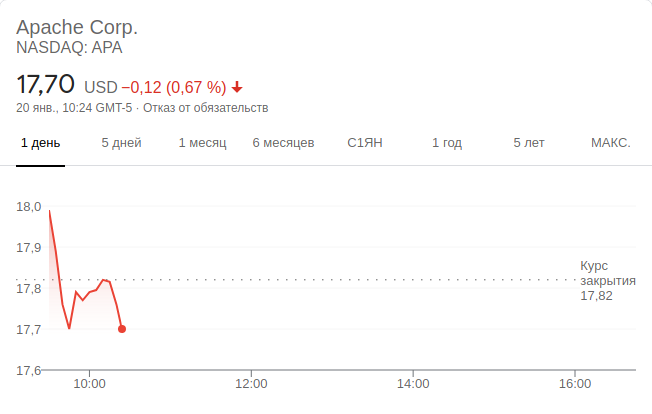 Apache Corp.
NASDAQ: APA
17,70 USD −0,12 (0,67 %)
20 янв., 10:24 GMT-5 · Отказ от обязательств
1 день 5 дней 1 месяц 6 месяцев С1ЯН 1 год 5 лет МАКС.
18,0
17,9
Курс
закрытия
17,82
17,8
17,7
17,6
10:00 12:00 14:00 16:00